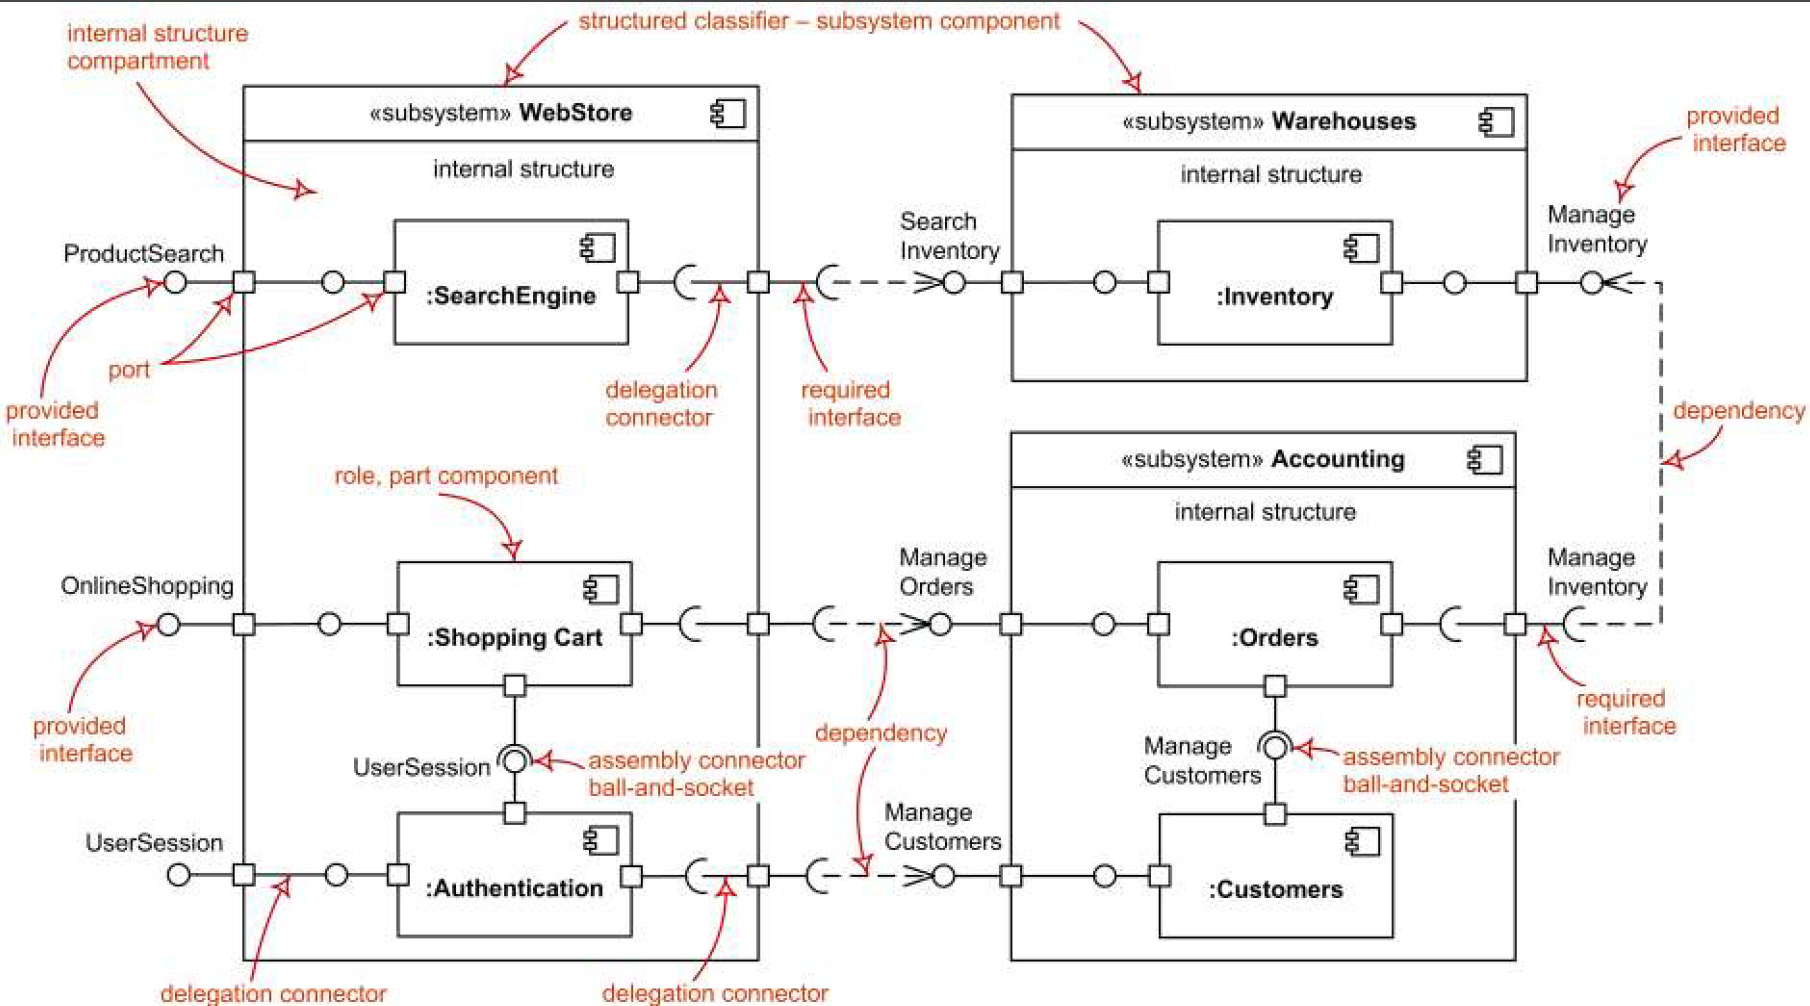 structured classifier – subsystem component
internal structure
compartment
«subsystem» WebStore
internal structure
ProductSearch
:SearchEngine
port
provided
interface
delegation
connector
required
interface
role, part component
OnlineShopping
:Shopping Cart
provided
interface
UserSession
assembly connector
ball-and-socket
UserSession
:Authentication
delegation connector
delegation connector
dependency
«subsystem» Warehouses
internal structure
Search
Inventory
:Inventory
provided
interface
Manage
Inventory
dependency
«subsystem» Accounting
internal structure
Manage
Orders
:Orders
Manage
Inventory
required
interface
Manage
Customers
assembly connector
ball-and-socket
Manage
Customers
:Customers